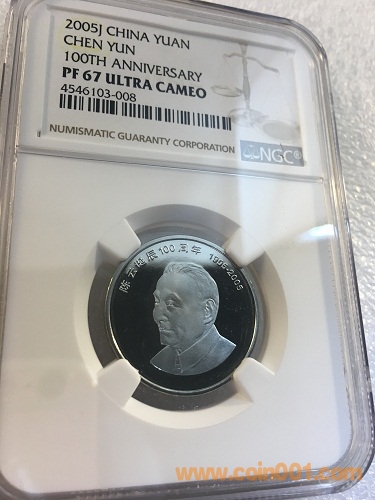 2005J CHINA YUAN
CHEN YUN
100TH ANNIVERSARY
PF 67 ULTRA CAMEO
4546103-008
NUMISMATIC GUARANTY CORPORATION
NGC®
陈云诞辰100周年 1905-2005
www.coin001.com